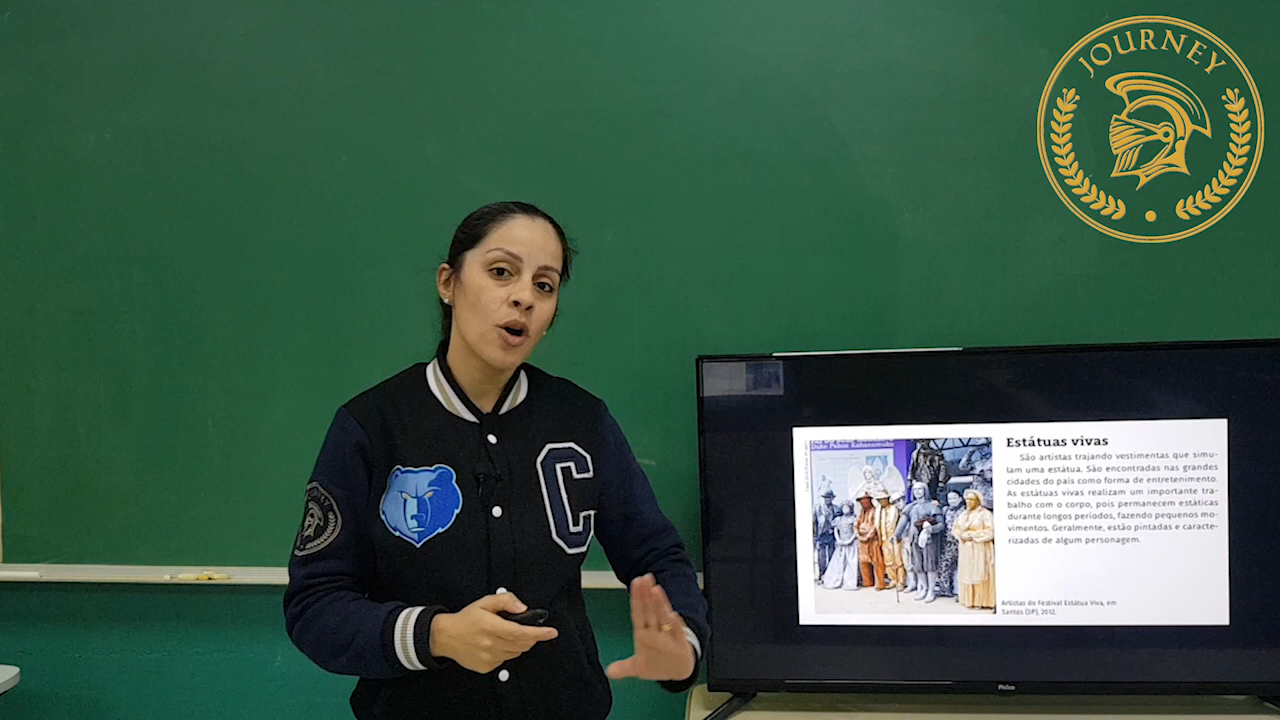 JOURNEY
C
Estátuas vivas
São artistas trajando vestimentas que simu-
lam uma estátua. São encontradas nas grandes
cidades do país como forma de entretenimento.
As estátuas vivas realizam um importante tra-
balho com o corpo, pois permanecem estáticas
durante longos períodos, fazendo pequenos mo-
vimentos. Geralmente, estão pintadas e caracte-
rizadas de algum personagem.
Artistas do Festival Estátua Viva, em
Santos (SP), 2012.
Philco